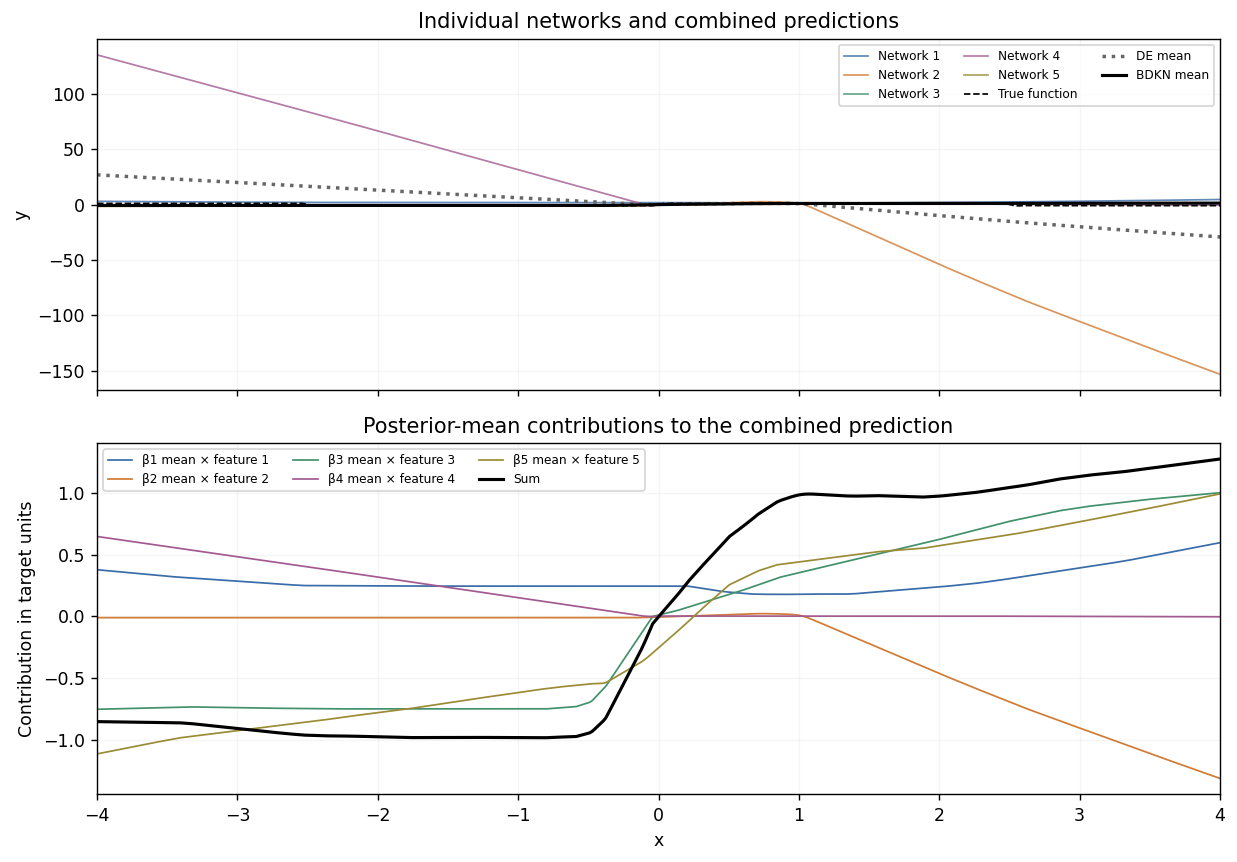 Individual networks and combined predictions
Network 1
Network 2
Network 3
Network 4
Network 5
True function
DE mean
BDKN mean
100
50
0
−50
−100
−150
y
Posterior-mean contributions to the combined prediction
β1 mean × feature 1
β2 mean × feature 2
β3 mean × feature 3
β4 mean × feature 4
β5 mean × feature 5
Sum
1.0
0.5
0.0
−0.5
−1.0
Contribution in target units
−4 −3 −2 −1 0 1 2 3 4
x